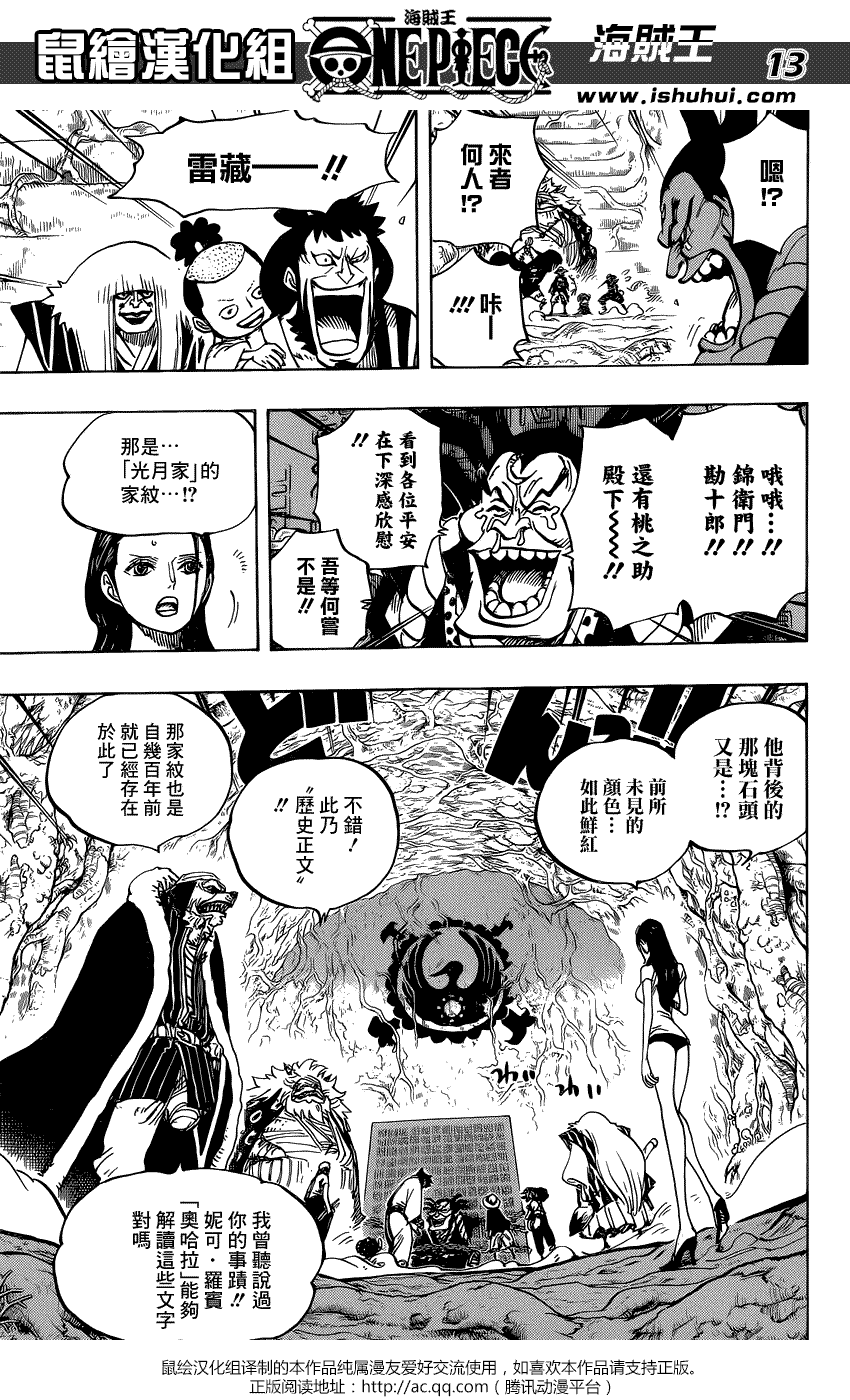 鼠繪漢化組
海賊王
ONE PIECE
海賊王
13
www.ishuhui.com
嗯!?
來者
何人!?
咔—
!!!
雷藏——!!
哦哦…!!
錦衛門!!
勘十郎!!
還有桃之助
殿下～～!!
看到各位平安
在下深感欣慰
!!
吾等何嘗
不是!!
那是…
「光月家」的
家紋…!?
他背後的
那塊石頭
又是…!?
前所
未見的
顏色…
如此鮮紅
不錯!
此乃
“歷史正文”
!!
那家紋也是
自幾百年前
就已經存在
於此了
わい
わい
我曾聽說過
你的事蹟!!
妮可·羅賓
「奧哈拉」能夠
解讀這些文字
對嗎
鼠绘汉化组译制的本作品纯属漫友爱好交流使用，如喜欢本作品请支持正版。
正版阅读地址：http://ac.qq.com（腾讯动漫平台）